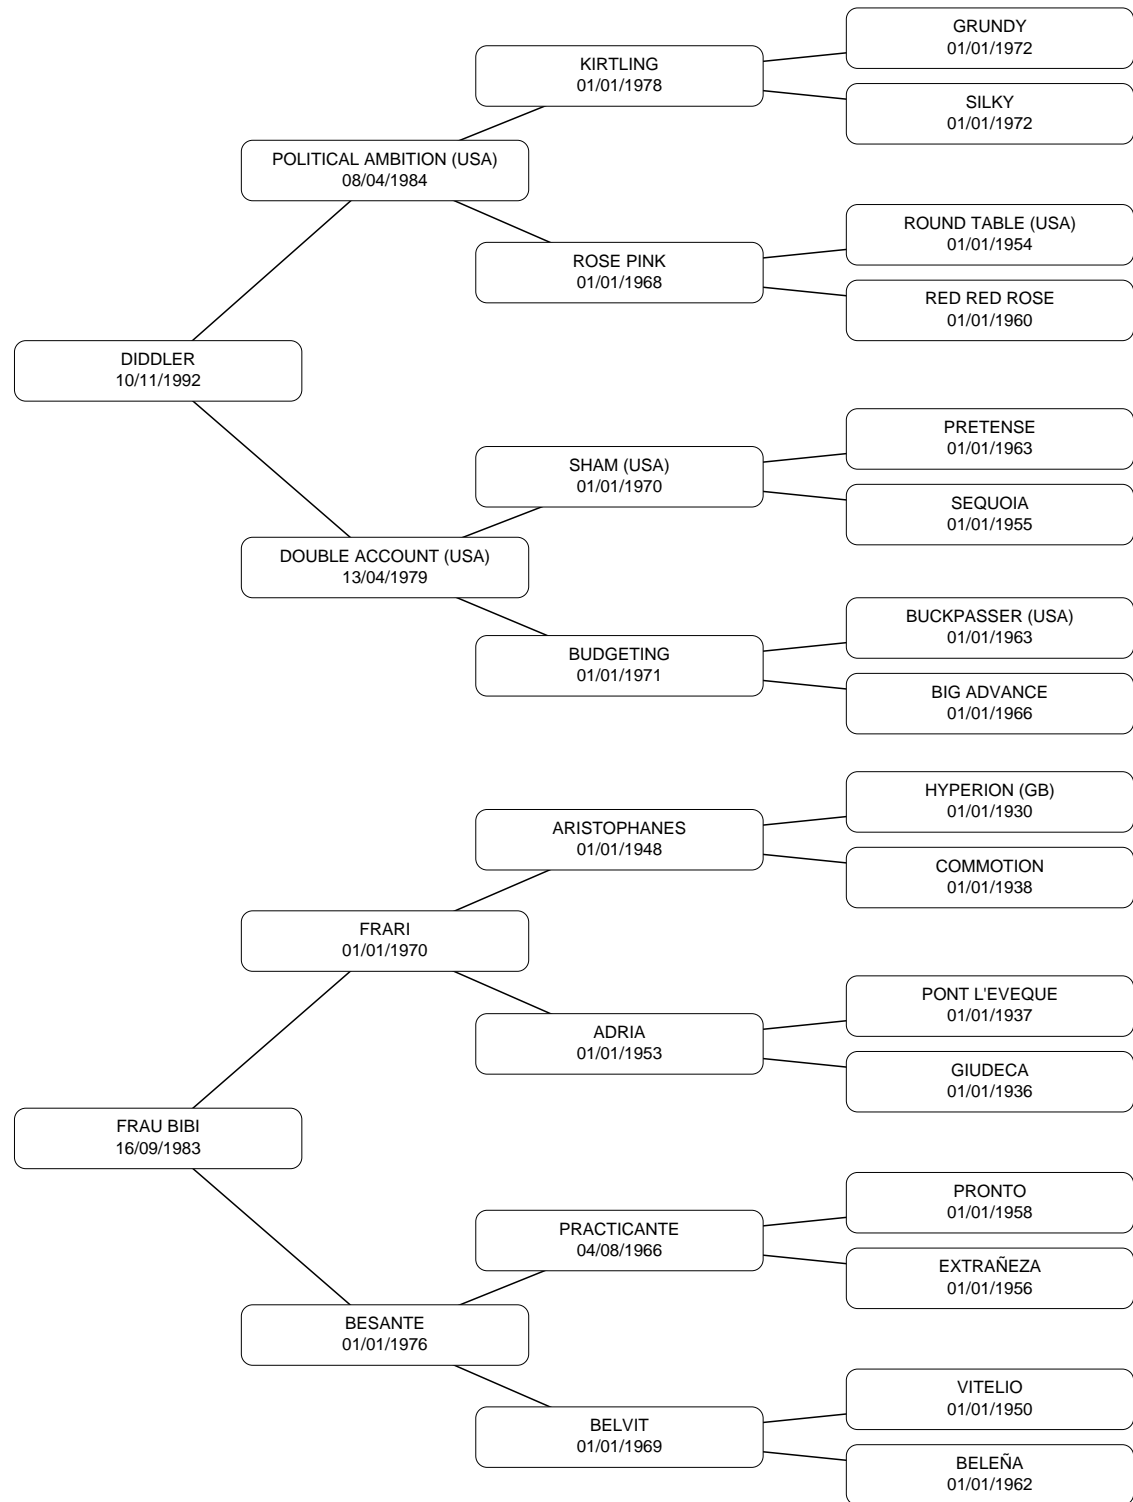 GRUNDY
01/01/1972
KIRTLING
01/01/1978
SILKY
01/01/1972
POLITICAL AMBITION (USA)
08/04/1984
ROUND TABLE (USA)
01/01/1954
ROSE PINK
01/01/1968
RED RED ROSE
01/01/1960
DIDDLER
10/11/1992
PRETENSE
01/01/1963
SHAM (USA)
01/01/1970
SEQUOIA
01/01/1955
DOUBLE ACCOUNT (USA)
13/04/1979
BUCKPASSER (USA)
01/01/1963
BUDGETING
01/01/1971
BIG ADVANCE
01/01/1966
HYPERION (GB)
01/01/1930
ARISTOPHANES
01/01/1948
COMMOTION
01/01/1938
FRARI
01/01/1970
PONT L'EVEQUE
01/01/1937
ADRIA
01/01/1953
GIUDECA
01/01/1936
FRAU BIBI
16/09/1983
PRONTO
01/01/1958
PRACTICANTE
04/08/1966
EXTRAÑEZA
01/01/1956
BESANTE
01/01/1976
VITELIO
01/01/1950
BELVIT
01/01/1969
BELEÑA
01/01/1962